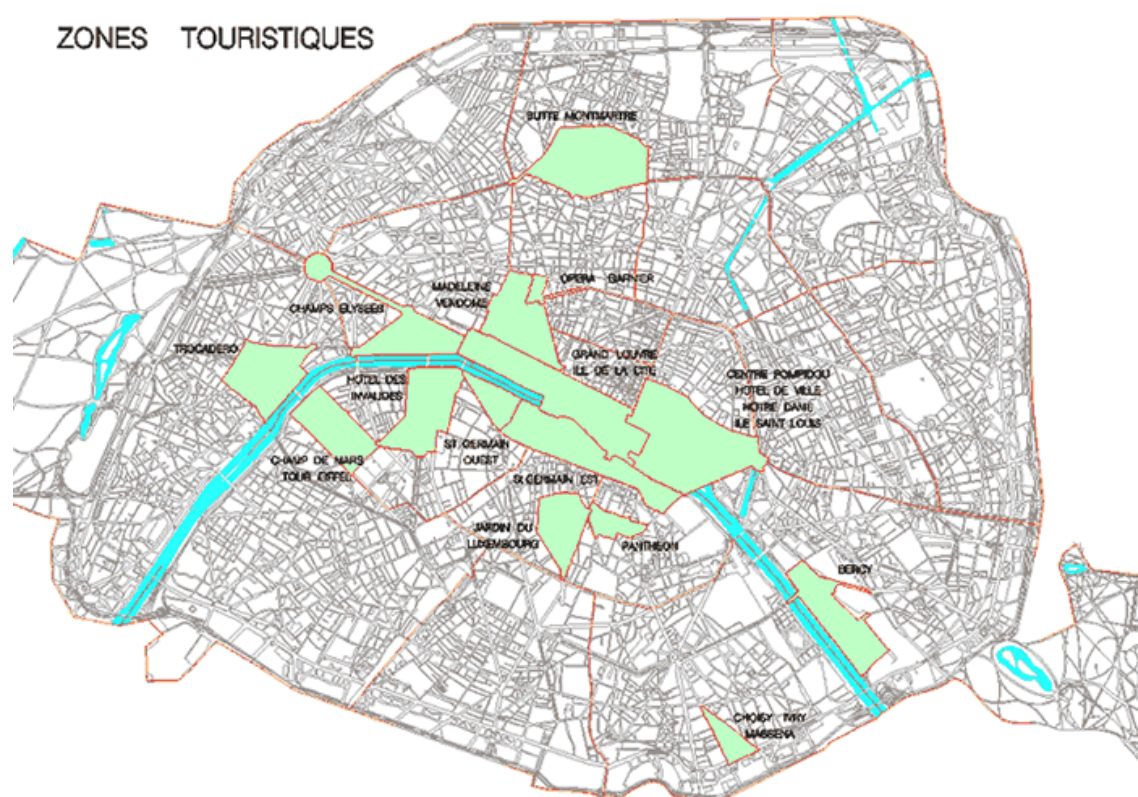 ZONES TOURISTIQUES
BUTTE MONTMARTRE
OPERA GARNIER
MADELEINE
VENDOME
CHAMPS ELYSEES
TROCADERO
GRAND LOUVRE
ILE DE LA CITE
HOTEL DES
INVALIDES
CENTRE POMPIDOU
HOTEL DE VILLE
NOTRE DAME
ILE SAINT LOUIS
ST GERMAIN
OUEST
CHAMP DE MARS
TOUR EIFFEL
St GERMAIN EST
JARDIN DU
LUXEMBOURG
PANTHEON
BERCY
CHOISY IVRY
MASSENA